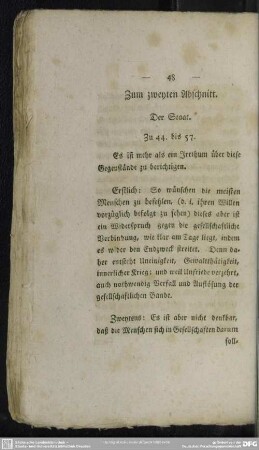 — 48 —
Zum zweyten Abschnitt.
Der Staat.
Zu 44. bis 57.
Es ist mehr als ein Irrthum über diese
Gegenstände zu berichtigen.
Erstlich: So wünschen die meisten
Menschen zu befehlen, (d. i. ihren Willen
vorzüglich befolgt zu sehen) dieses aber ist
ein Widerspruch gegen die gesellschaftliche
Verbindung, wie klar am Tage liegt, indem
es wider den Endzweck streitet. Denn da-
her entsteht Uneinigkeit, Gewaltthätigkeit,
innerlicher Krieg; und weil Unfriede verzehrt,
auch nothwendig Verfall und Auflösung der
gesellschaftlichen Bande.
Zweytens: Es ist aber nicht denkbar,
daß die Menschen sich in Gesellschaften darum
soll-
DFG